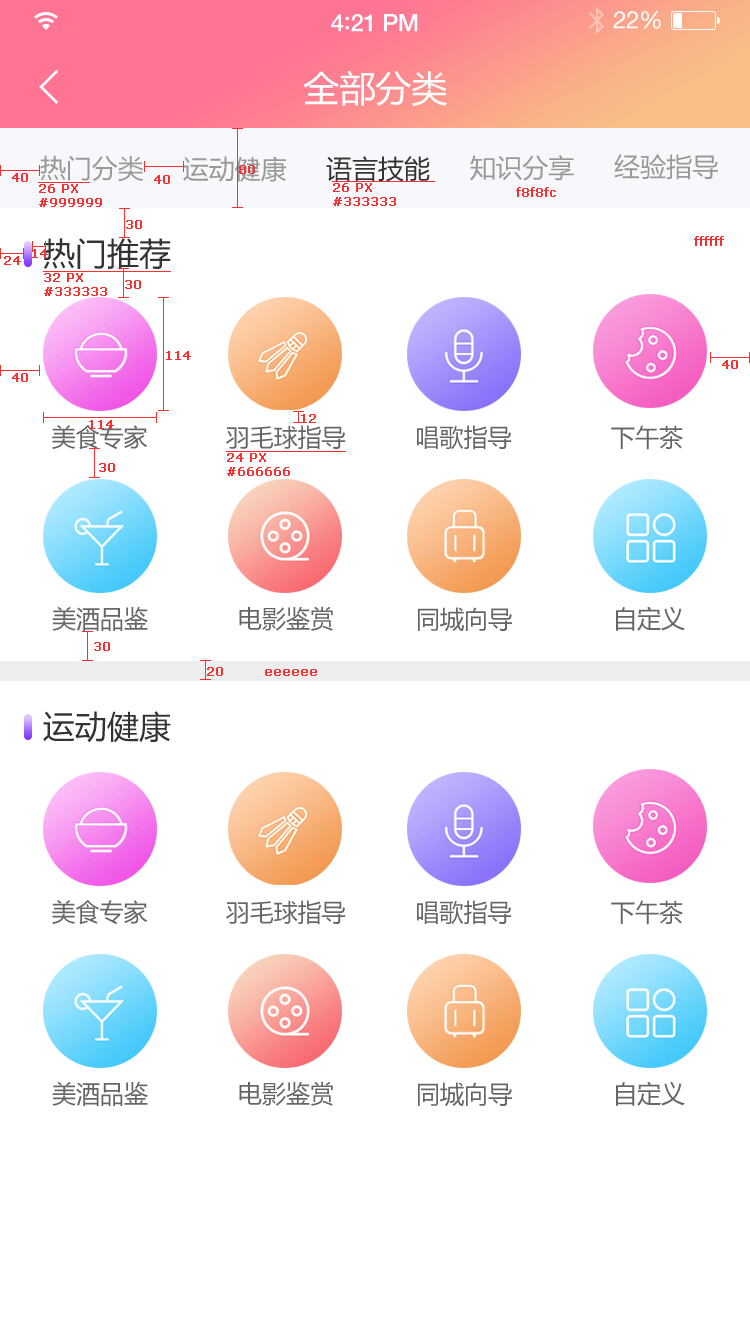 4:21 PM 22%
全部分类
热门分类 运动健康 语言技能 知识分享 经验指导
40 40 80
26 PX
#999999
26 PX
#333333
f8f8fc
30
ffffff
24 14 热门推荐
32 PX
#333333
30
114
40
40
114
12
美食专家 羽毛球指导 唱歌指导 下午茶
24 PX
#666666
30
美酒品鉴 电影鉴赏 同城向导 自定义
30
20 eeeeee
运动健康
美食专家 羽毛球指导 唱歌指导 下午茶
美酒品鉴 电影鉴赏 同城向导 自定义